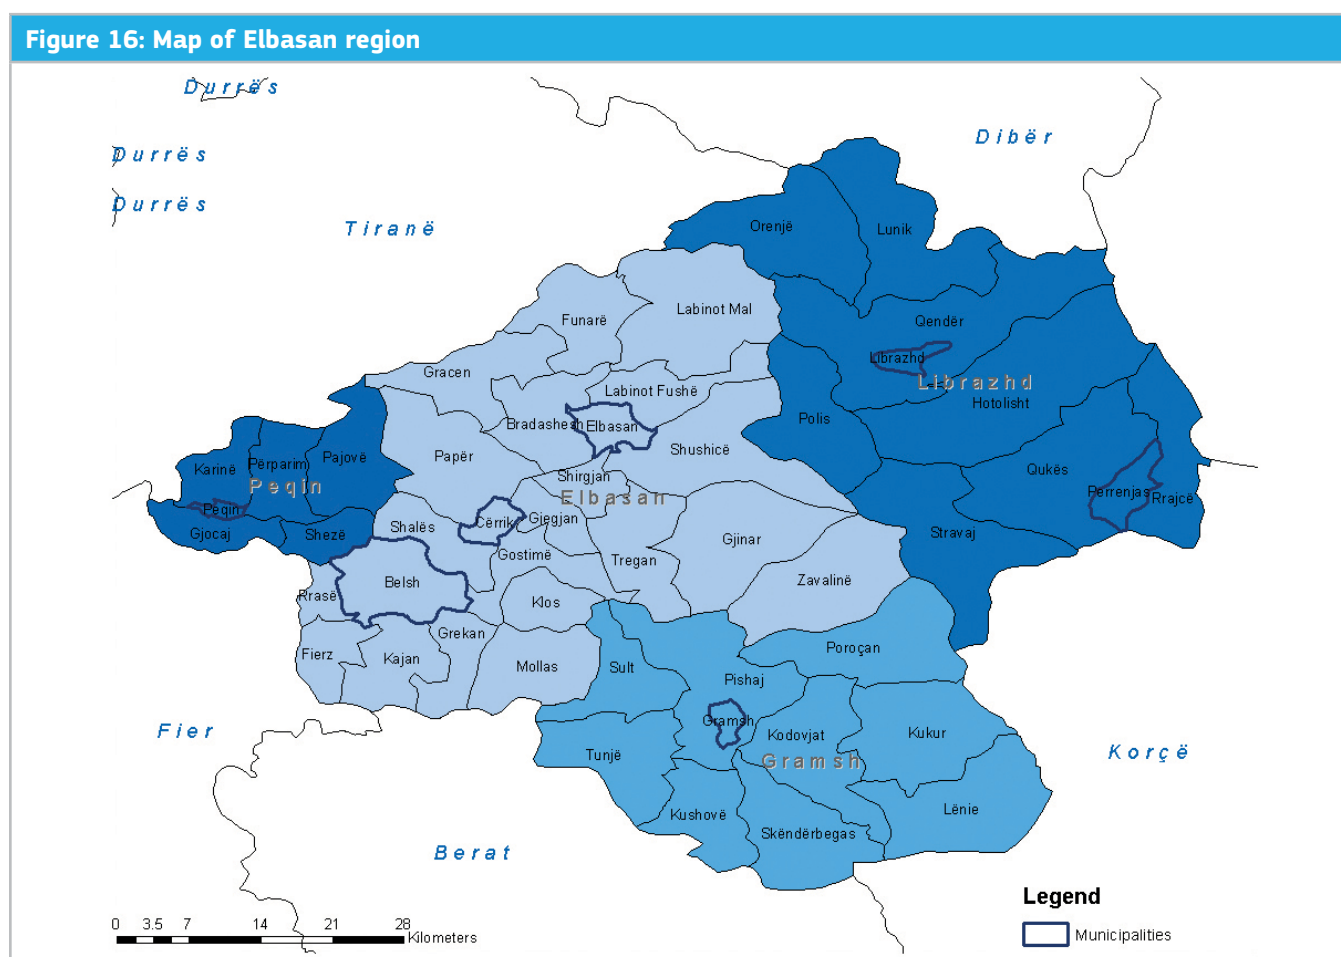 Figure 16: Map of Elbasan region
Durrës
Dibër
Durrës
Durrës
Tiranë
Orenjë
Lunik
Labinot Mal
Funarë
Qendër
Librazhd
Gracen
Librazhd
Labinot Fushë
Hotolisht
Bradashesh
Elbasan
Polis
Shushicë
Papër
Pajovë
Përparim
Karinë
Qukës
Shirgjan
Peqin
Elbasan
Perrenjas
Rrajcë
Peqin
Gjegjan
Cërrik
Shalës
Gjocaj
Shezë
Stravaj
Gjinar
Gostimë
Tregan
Belsh
Zavalinë
Rrasë
Klos
Grekan
Poroçan
Fierz
Kajan
Mollas
Sult
Pishaj
Gramsh
Fier
Kodovjat
Kukur
Korçë
Tunjë
Gramsh
Lënie
Kushovë
Skëndërbegas
Berat
Legend
Municipalities
0 3.5 7 14 21 28
Kilometers